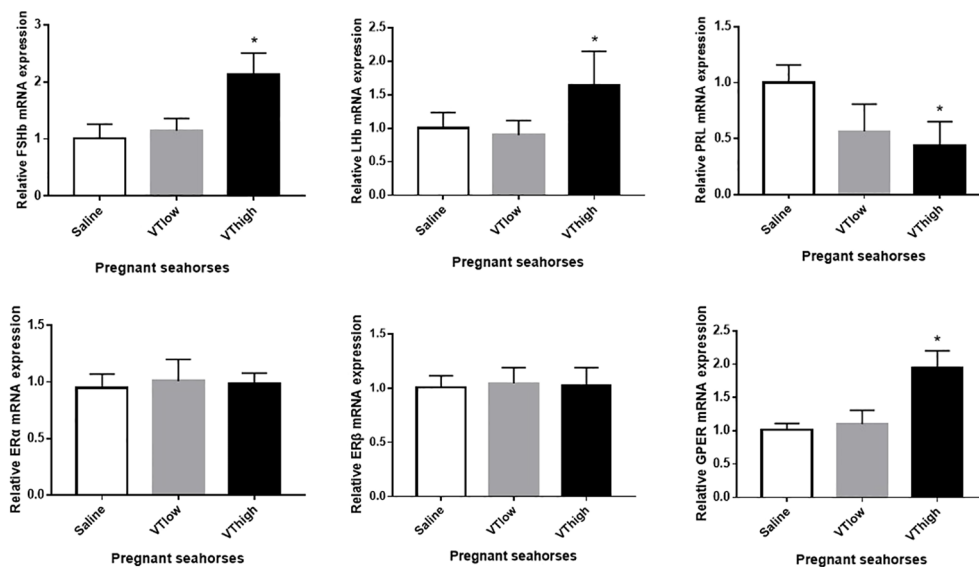 Relative FSHb mRNA expression
3
2
1
0
*
Saline
VTlow
VThigh
Pregnant seahorses
Relative LHb mRNA expression
2.5
2.0
1.5
1.0
0.5
0.0
*
Saline
VTlow
VThigh
Pregnant seahorses
Relative PRL mRNA expression
1.5
1.0
0.5
0.0
*
Saline
VTlow
VThigh
Pregant seahorses
Relative ERα mRNA expression
1.5
1.0
0.5
0.0
Saline
VTlow
VThigh
Pregnant seahorses
Relative ERβ mRNA expression
1.5
1.0
0.5
0.0
Saline
VTlow
VThigh
Pregnant seahorses
Relative GPER mRNA expression
2.5
2.0
1.5
1.0
0.5
0.0
*
Saline
VTlow
VThigh
Pregnant seahorses